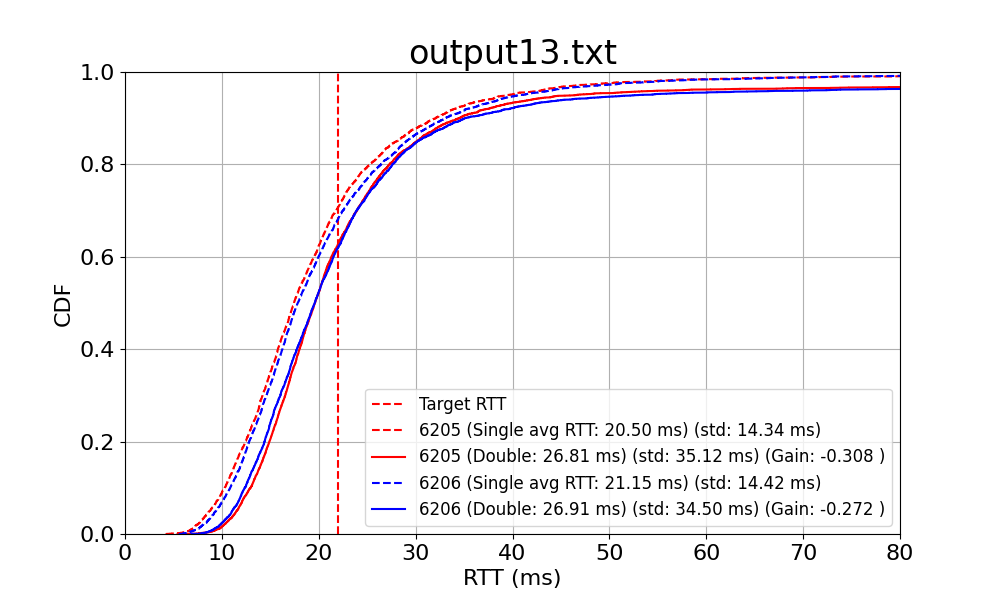 output13.txt
1.0
0.8
0.6
0.4
0.2
0.0
CDF
Target RTT
6205 (Single avg RTT: 20.50 ms) (std: 14.34 ms)
6205 (Double: 26.81 ms) (std: 35.12 ms) (Gain: -0.308 )
6206 (Single avg RTT: 21.15 ms) (std: 14.42 ms)
6206 (Double: 26.91 ms) (std: 34.50 ms) (Gain: -0.272 )
0 10 20 30 40 50 60 70 80
RTT (ms)